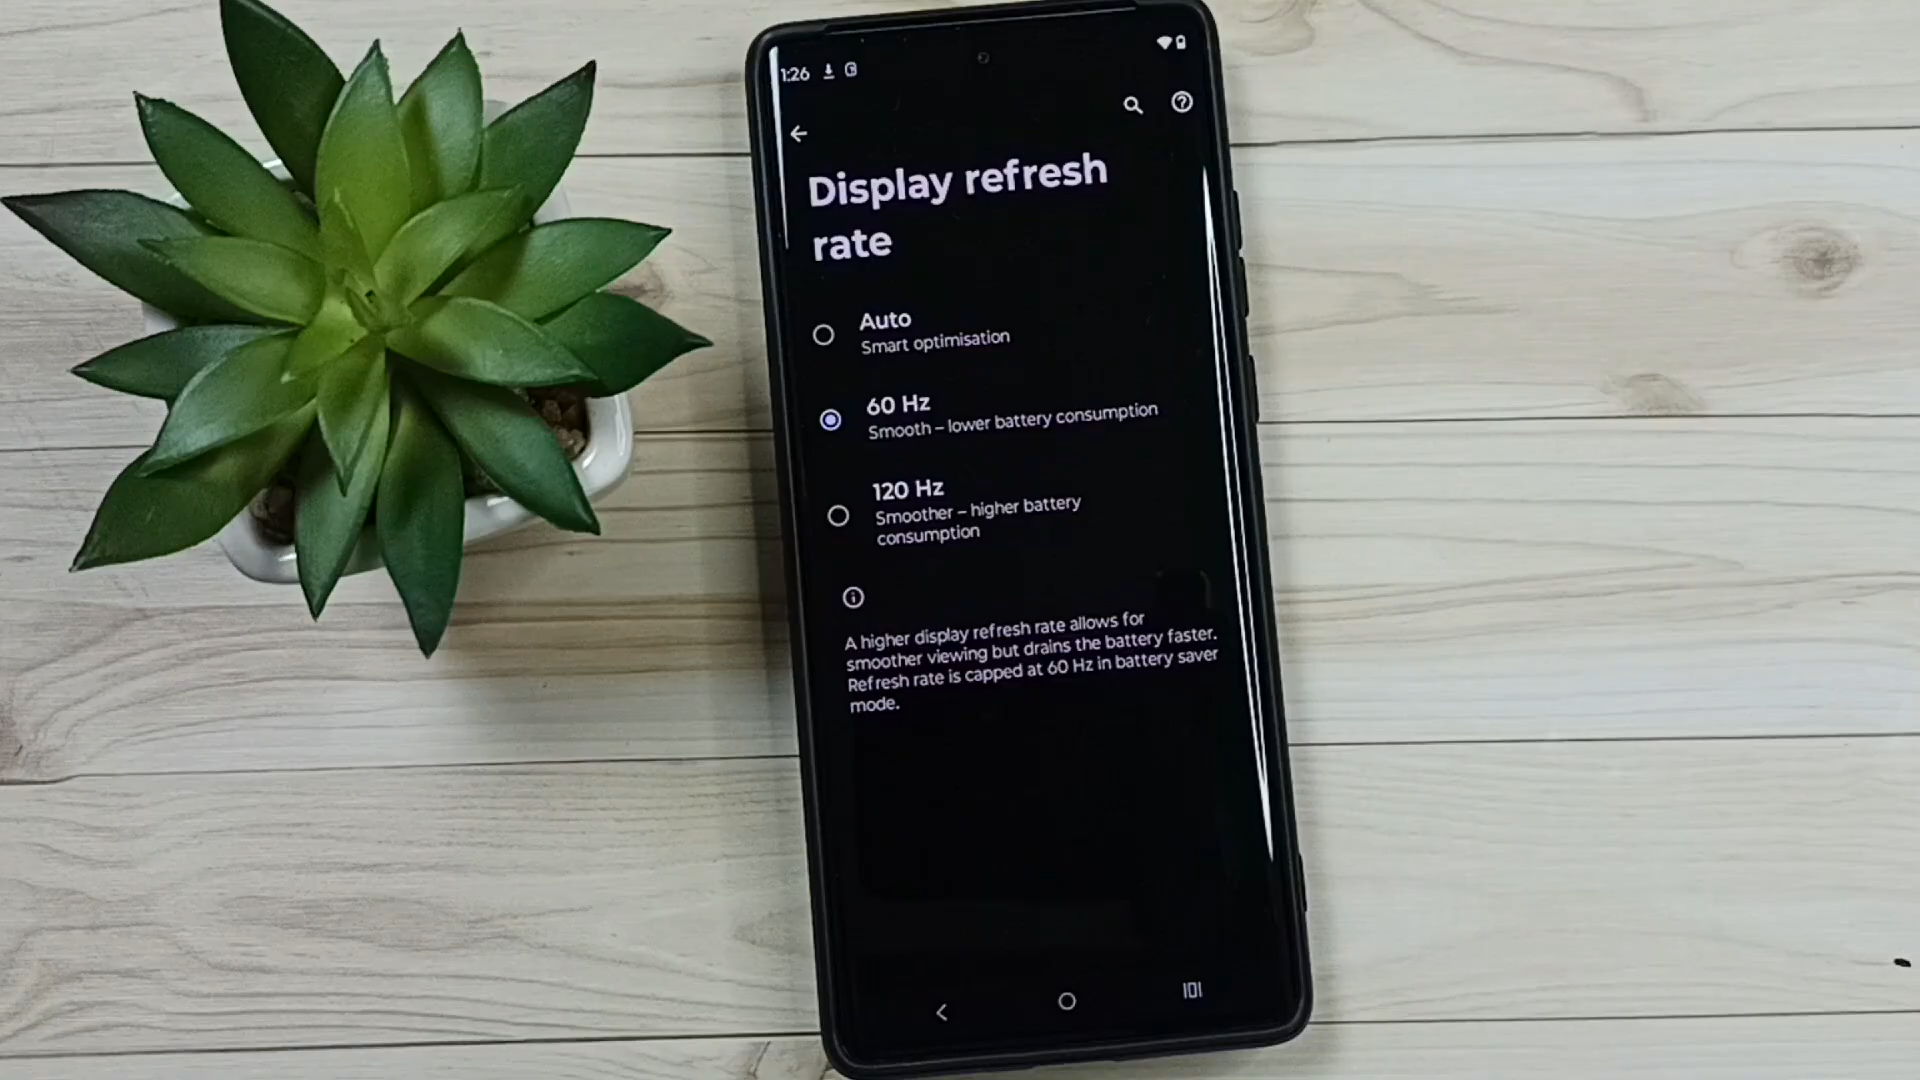 1:26
Display refresh
rate
Auto
Smart optimisation
60 Hz
Smooth – lower battery consumption
120 Hz
Smoother – higher battery
consumption
A higher display refresh rate allows for
smoother viewing but drains the battery faster.
Refresh rate is capped at 60 Hz in battery saver
mode.